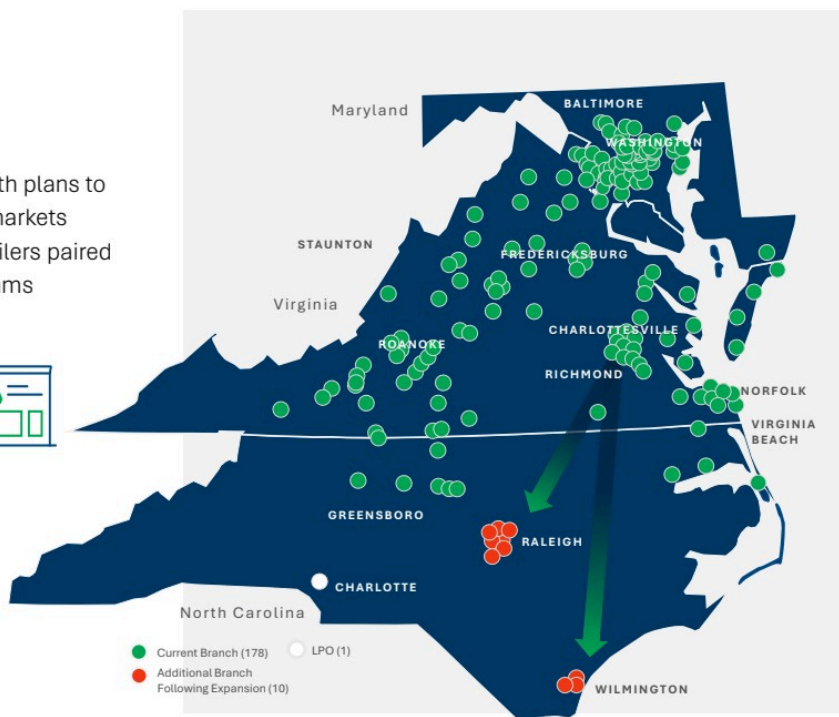 th plans to
markets
ilers paired
ms
Maryland
BALTIMORE
WASHINGTON
STAUNTON
FREDERICKSBURG
Virginia
CHARLOTTESVILLE
ROANOKE
RICHMOND
NORFOLK
VIRGINIA
BEACH
GREENSBORO
RALEIGH
CHARLOTTE
North Carolina
Current Branch (178)
LPO (1)
Additional Branch
Following Expansion (10)
WILMINGTON